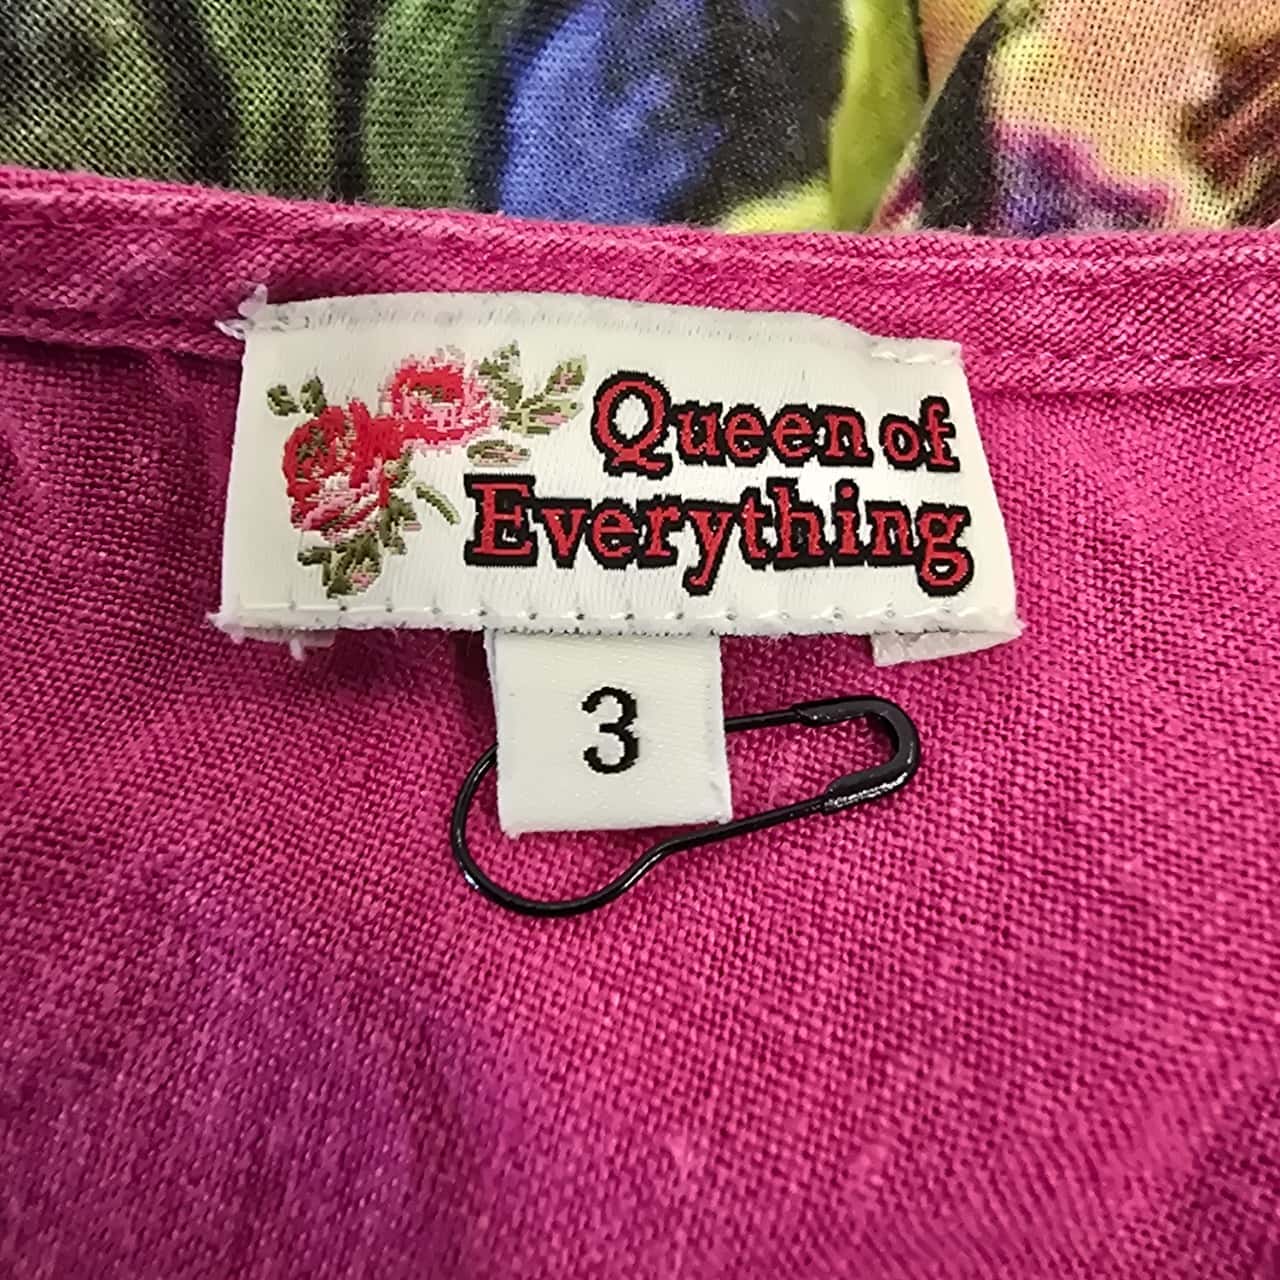 Queen of
Everything
3